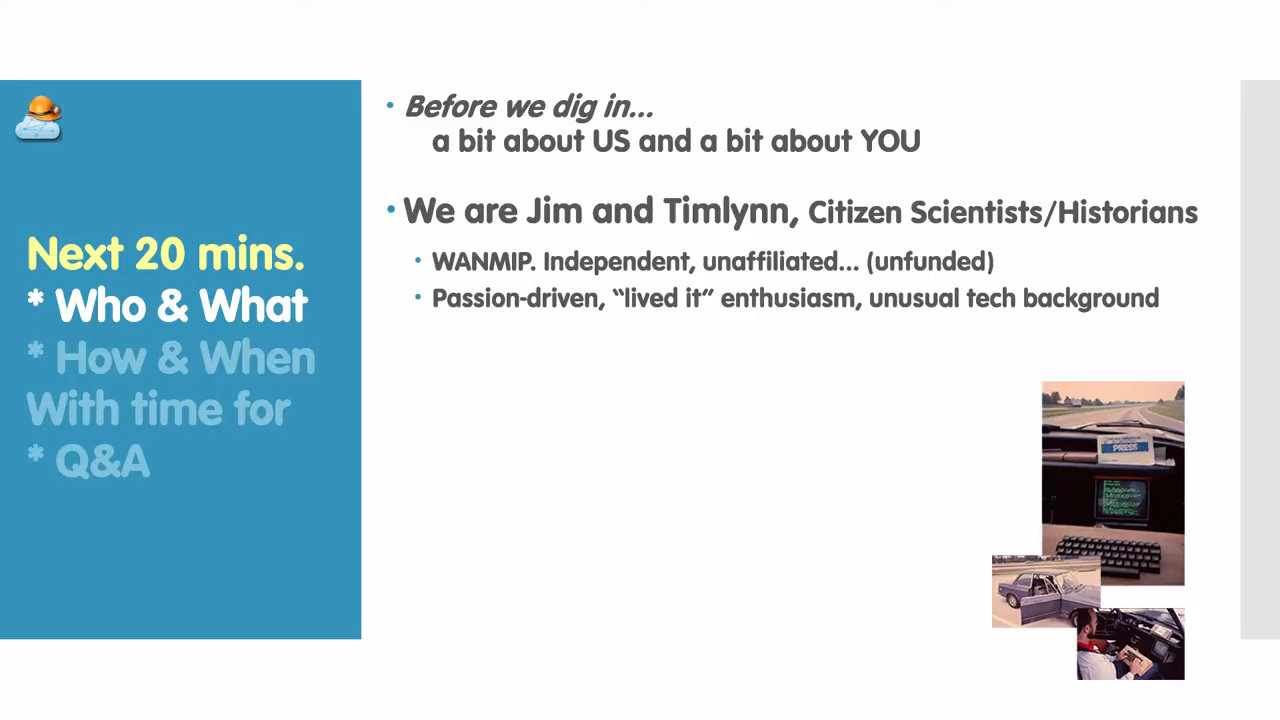 Next 20 mins.
* Who & What
* How & When
With time for
* Q&A
• Before we dig in...
a bit about US and a bit about YOU
• We are Jim and Timlynn, Citizen Scientists/Historians
• WANMIP. Independent, unaffiliated... (unfunded)
• Passion-driven, “lived it” enthusiasm, unusual tech background
PRESS